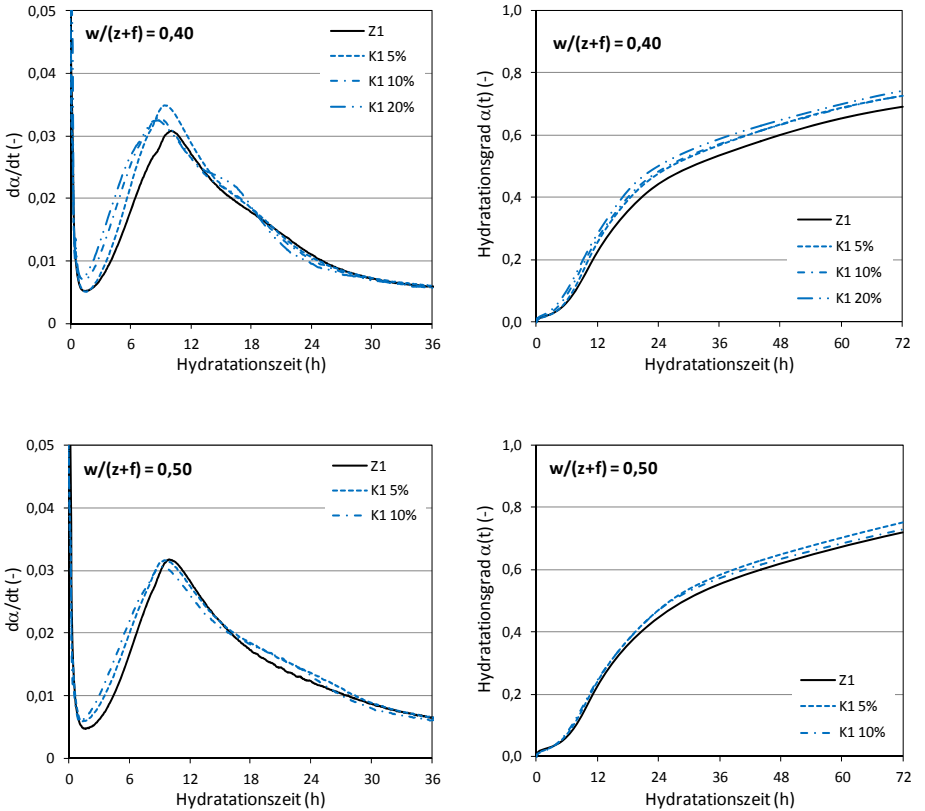 w/(z+f) = 0,40
Z1
K1 5%
K1 10%
K1 20%
0,05
0,04
0,03
0,02
0,01
0
dα/dt (-)
0 6 12 18 24 30 36
Hydratationszeit (h)
w/(z+f) = 0,40
1,0
0,8
0,6
0,4
0,2
0,0
Hydratationsgrad α(t) (-)
Z1
K1 5%
K1 10%
K1 20%
0 12 24 36 48 60 72
Hydratationszeit (h)
w/(z+f) = 0,50
Z1
K1 5%
K1 10%
0,05
0,04
0,03
0,02
0,01
0
dα/dt (-)
0 6 12 18 24 30 36
Hydratationszeit (h)
w/(z+f) = 0,50
1,0
0,8
0,6
0,4
0,2
0,0
Hydratationsgrad α(t) (-)
Z1
K1 5%
K1 10%
0 12 24 36 48 60 72
Hydratationszeit (h)